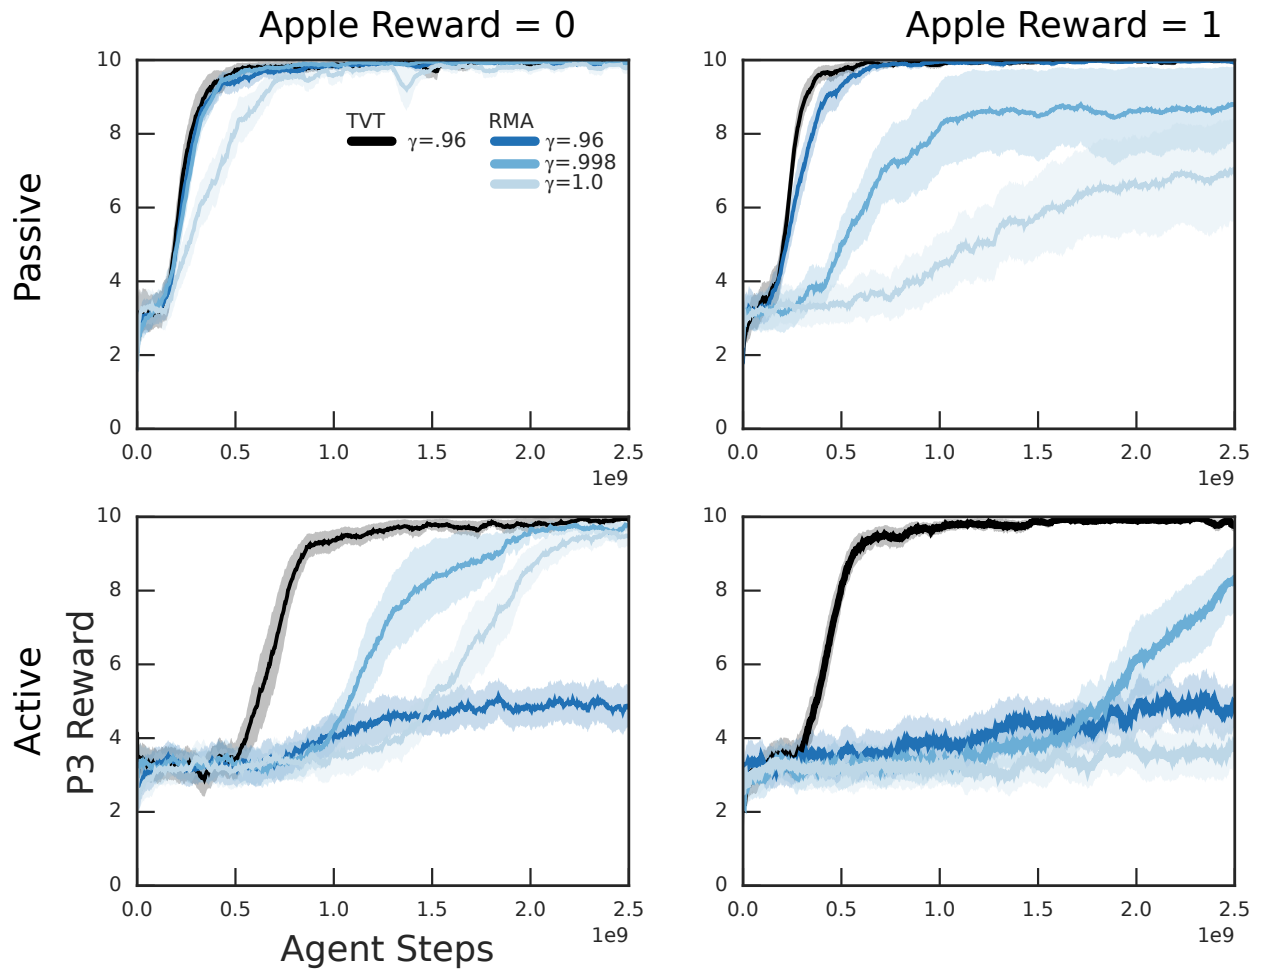 Apple Reward = 0
Apple Reward = 1
Passive
10
8
6
4
2
0
TVT
γ=.96
RMA
γ=.96
γ=.998
γ=1.0
0.0 0.5 1.0 1.5 2.0 2.5
1e9
10
8
6
4
2
0
0.0 0.5 1.0 1.5 2.0 2.5
1e9
Active
P3 Reward
10
8
6
4
2
0
0.0 0.5 1.0 1.5 2.0 2.5
1e9
Agent Steps
10
8
6
4
2
0
0.0 0.5 1.0 1.5 2.0 2.5
1e9